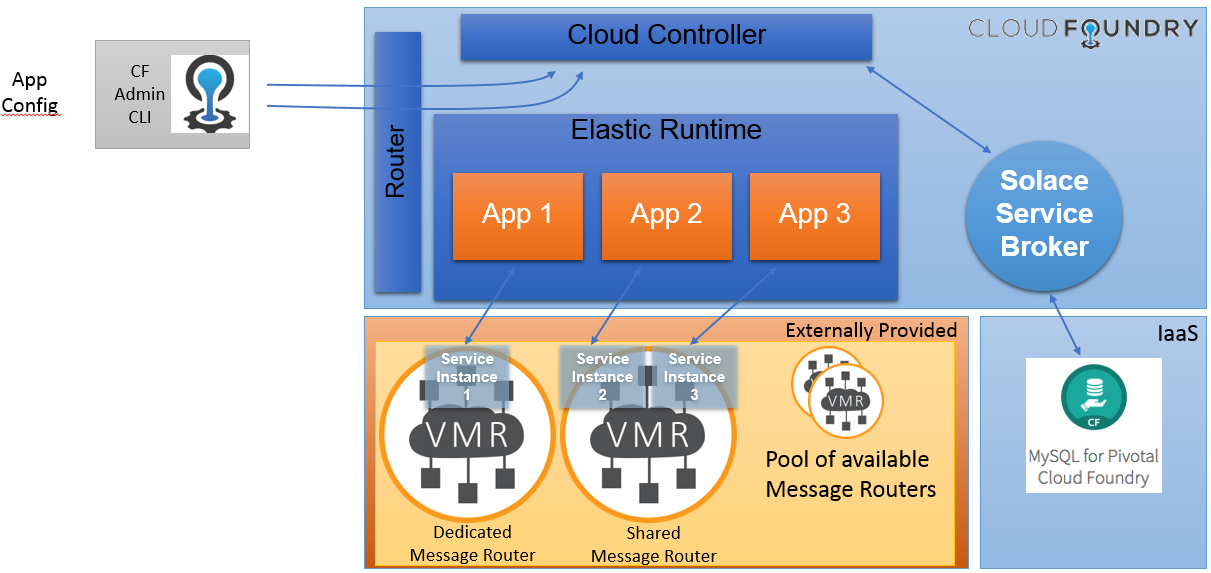 App
Config
CF
Admin
CLI
Router
Cloud Controller
CLOUD FOUNDRY
Elastic Runtime
App 1
App 2
App 3
Solace
Service
Broker
Externally Provided
Service
Instance
1
VMR
Dedicated
Message Router
Service
Instance
2
Service
Instance
3
VMR
Shared
Message Router
VMR
Pool of available
Message Routers
IaaS
CF
MySQL for Pivotal
Cloud Foundry